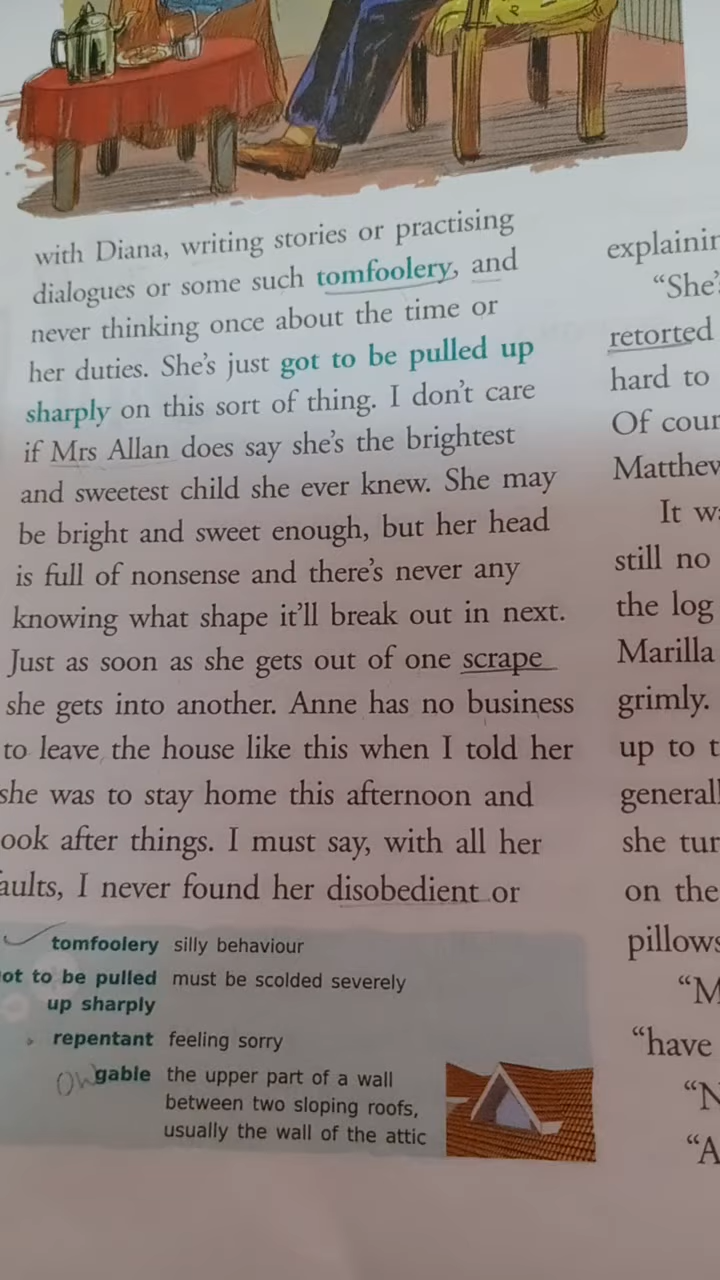 with Diana, writing stories or practising
dialogues or some such tomfoolery, and
never thinking once about the time or
her duties. She's just got to be pulled up
sharply on this sort of thing. I don't care
if Mrs Allan does say she's the brightest
and sweetest child she ever knew. She may
be bright and sweet enough, but her head
is full of nonsense and there's never any
knowing what shape it'll break out in next.
Just as soon as she gets out of one scrape
she gets into another. Anne has no business
to leave the house like this when I told her
she was to stay home this afternoon and
ook after things. I must say, with all her
aults, I never found her disobedient or
tomfoolery silly behaviour
ot to be pulled must be scolded severely
up sharply
repentant feeling sorry
gable the upper part of a wall
between two sloping roofs,
usually the wall of the attic
explainin
"She's
retorted
hard to
Of cour
Matthew
It w
still no
the log
Marilla
grimly.
up to t
generall
she tur
on the
pillows
"M
"have
"N
"A